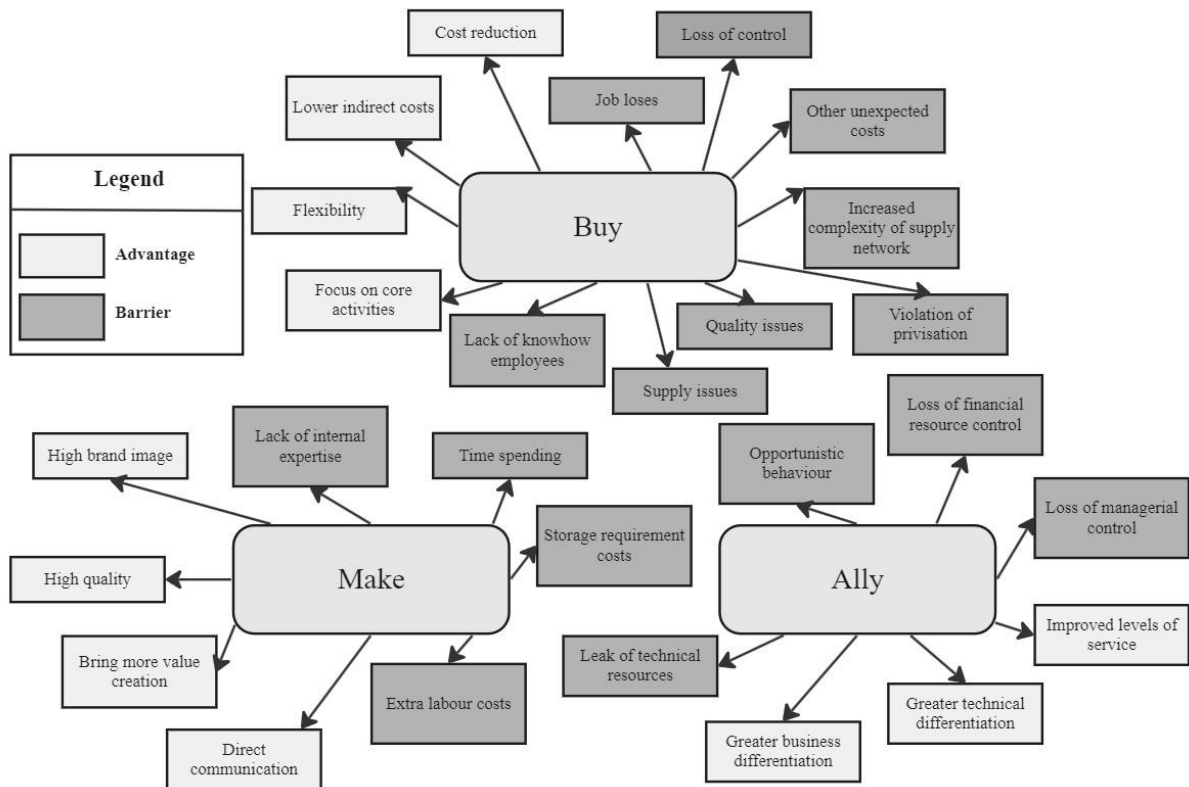 Cost reduction
Loss of control
Lower indirect costs
Job loses
Other unexpected
costs
Legend
Advantage
Barrier
Flexibility
Buy
Increased
complexity of supply
network
Focus on core
activities
Lack of knowhow
employees
Supply issues
Quality issues
Violation of
privisation
High brand image
Lack of internal
expertise
Time spending
Storage requirement
costs
High quality
Make
Bring more value
creation
Direct
communication
Extra labour costs
Opportunistic
behaviour
Loss of financial
resource control
Loss of managerial
control
Ally
Improved levels of
service
Leak of technical
resources
Greater business
differentiation
Greater technical
differentiation